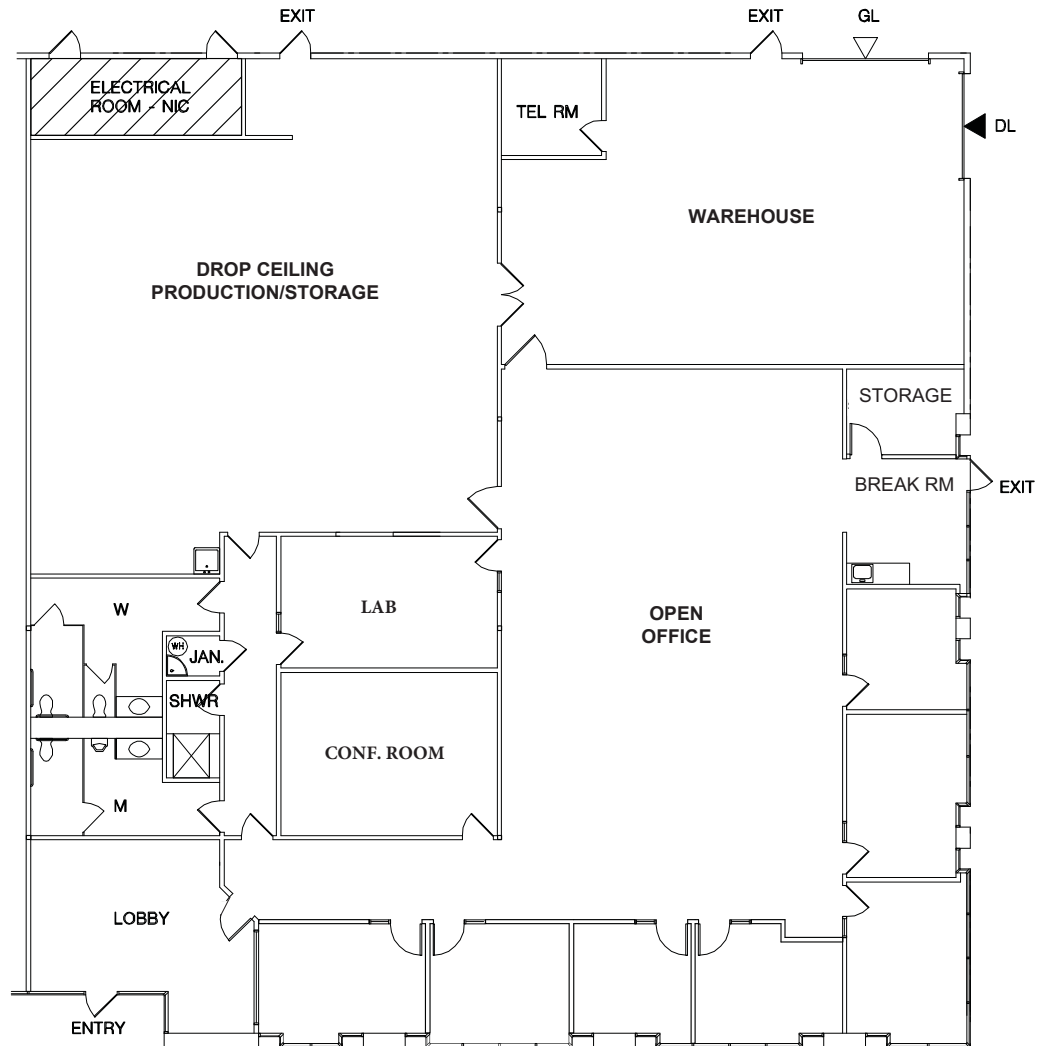 EXIT
EXIT
GL
ELECTRICAL
ROOM - NIC
TEL RM
DL
WAREHOUSE
DROP CEILING
PRODUCTION/STORAGE
STORAGE
BREAK RM
EXIT
W
LAB
OPEN
OFFICE
WH
JAN.
SHWR
CONF. ROOM
M
LOBBY
ENTRY